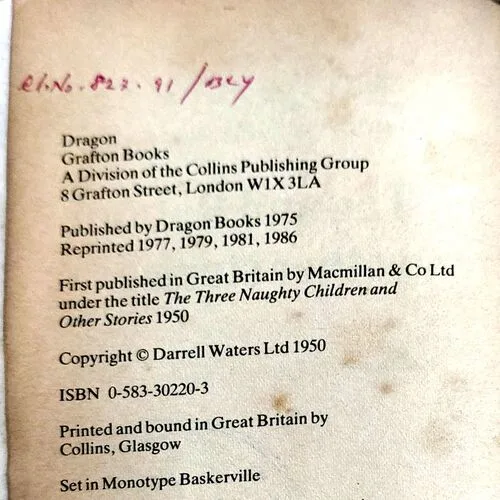 Cl.No. 823.91/BLY
Dragon
Grafton Books
A Division of the Collins Publishing Group
8 Grafton Street, London W1X 3LA
Published by Dragon Books 1975
Reprinted 1977, 1979, 1981, 1986
First published in Great Britain by Macmillan & Co Ltd
under the title The Three Naughty Children and
Other Stories 1950
Copyright © Darrell Waters Ltd 1950
ISBN 0-583-30220-3
Printed and bound in Great Britain by
Collins, Glasgow
Set in Monotype Baskerville